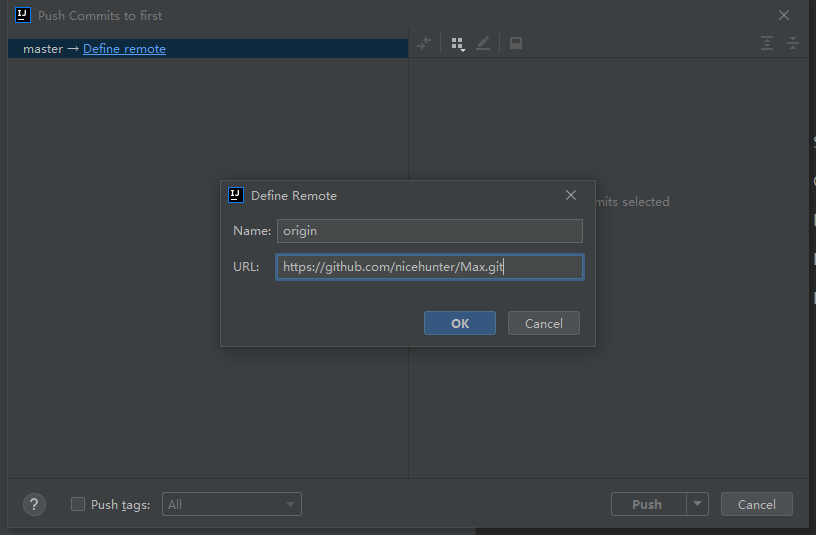 Push Commits to first
master → Define remote
mits selected
Define Remote
Name: origin
URL: https://github.com/nicehunter/Max.git
OK Cancel
? Push tags: All Push Cancel